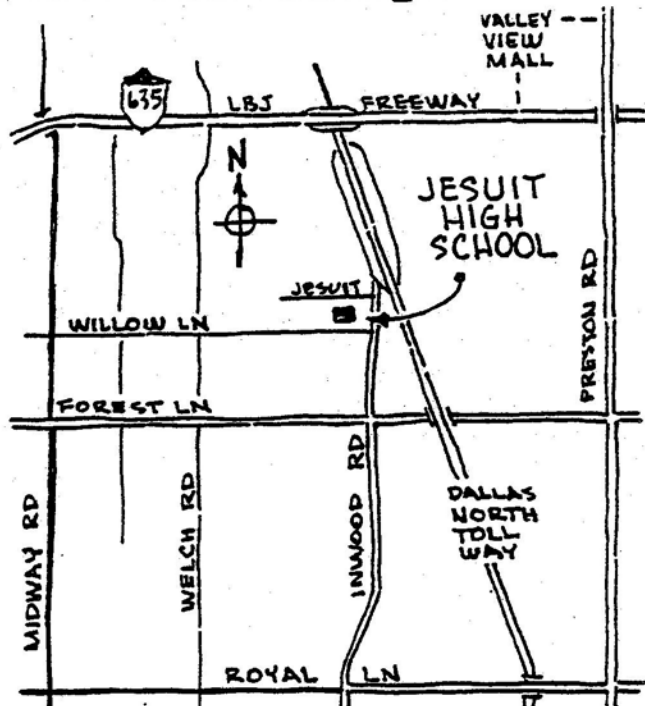 VALLEY
VIEW
MALL
635
LBJ FREEWAY
N
JESUIT
HIGH
SCHOOL
JESUIT
WILLOW LN
PRESTON RD
FOREST LN
MIDWAY RD
WELCH RD
INWOOD RD
DALLAS
NORTH
TOLL
WAY
ROYAL LN